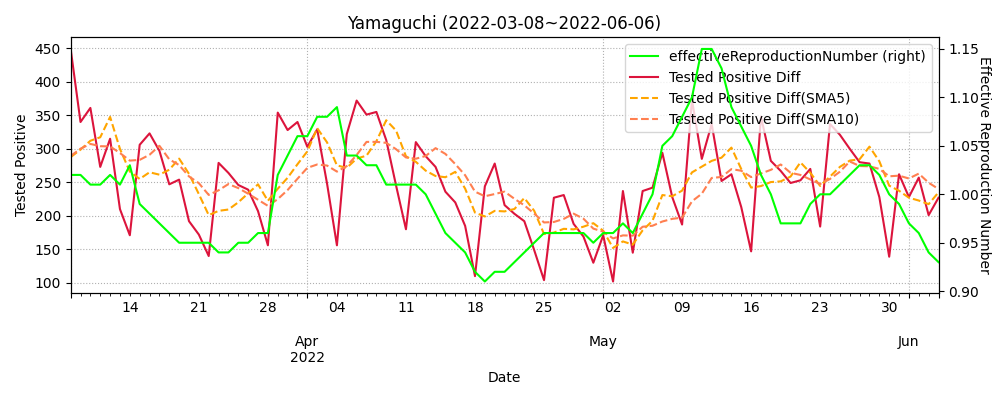 Yamaguchi (2022-03-08~2022-06-06)
effectiveReproductionNumber (right)
Tested Positive Diff
Tested Positive Diff(SMA5)
Tested Positive Diff(SMA10)
Tested Positive
450
400
350
300
250
200
150
100
Effective Reproduction Number
1.15
1.10
1.05
1.00
0.95
0.90
14 21 28 04 11 18 25 02 09 16 23 30
Apr May Jun
2022
Date